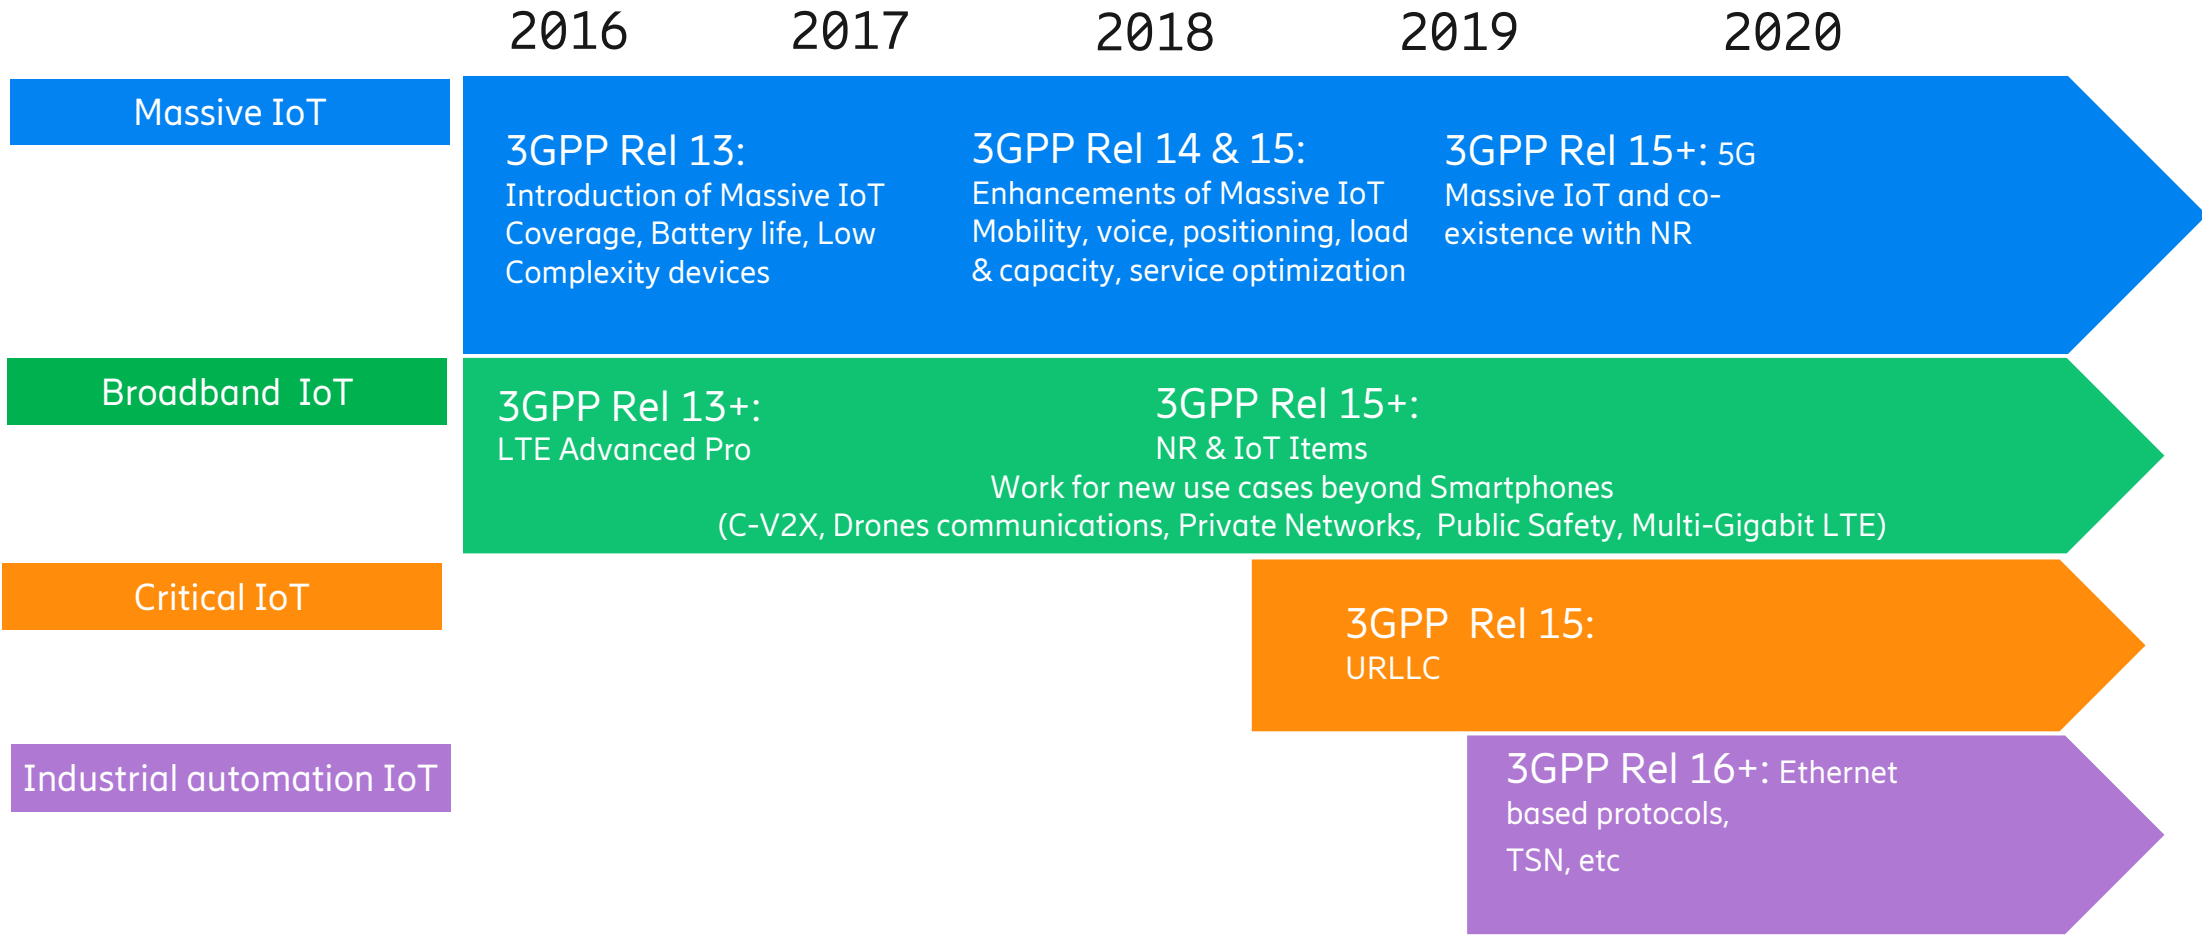 2016 2017 2018 2019 2020
Massive IoT
3GPP Rel 13:
Introduction of Massive IoT
Coverage, Battery life, Low
Complexity devices
3GPP Rel 14 & 15:
Enhancements of Massive IoT
Mobility, voice, positioning, load
& capacity, service optimization
3GPP Rel 15+: 5G
Massive IoT and co-
existence with NR
Broadband IoT
3GPP Rel 13+:
LTE Advanced Pro
3GPP Rel 15+:
NR & IoT Items
Work for new use cases beyond Smartphones
(C-V2X, Drones communications, Private Networks, Public Safety, Multi-Gigabit LTE)
Critical IoT
3GPP Rel 15:
URLLC
Industrial automation IoT
3GPP Rel 16+: Ethernet
based protocols,
TSN, etc